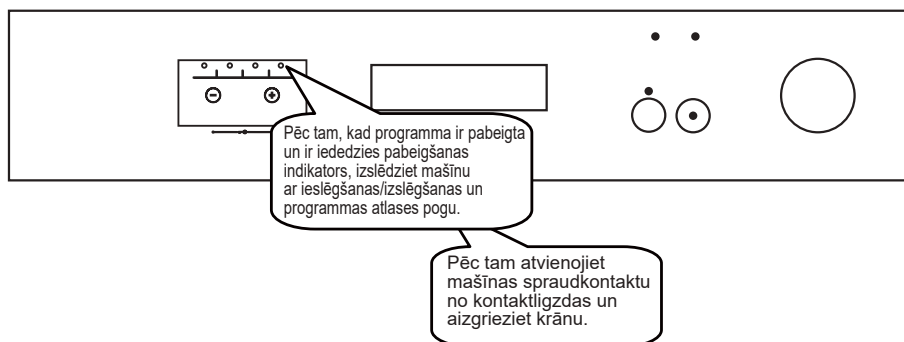 Pēc tam, kad programma ir pabeigta
un ir iededzies pabeigšanas
indikators, izslēdziet mašīnu
ar ieslēgšanas/izslēgšanas un
programmas atlases pogu.
Pēc tam atvienojiet
mašīnas spraudkontaktu
no kontaktligzdas un
aizgrieziet krānu.